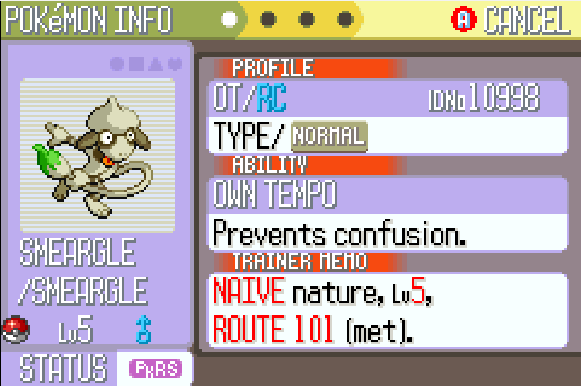 POKéMON INFO
A CANCEL
PROFILE
OT/RC IDNo10998
TYPE/ NORMAL
ABILITY
OWN TEMPO
Prevents confusion.
TRAINER MEMO
NAIVE nature, Lv5,
ROUTE 101 (met).
SMEARGLE
/SMEARGLE
Lv5 ♂
STATUS PKRS